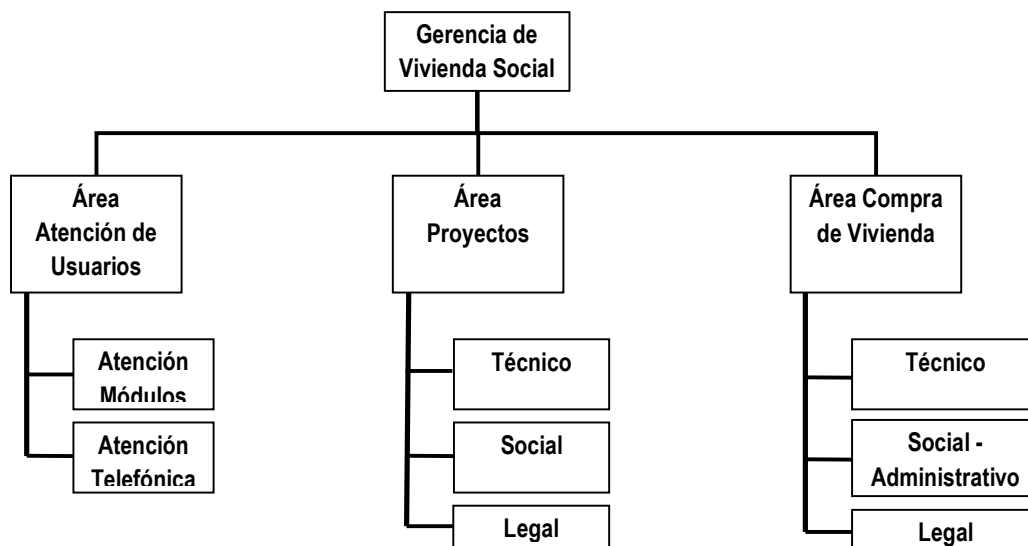 Gerencia de
Vivienda Social
Área
Atención de
Usuarios
Área
Proyectos
Área Compra
de Vivienda
Atención
Módulos
Atención
Telefónica
Técnico
Social
Legal
Técnico
Social -
Administrativo
Legal